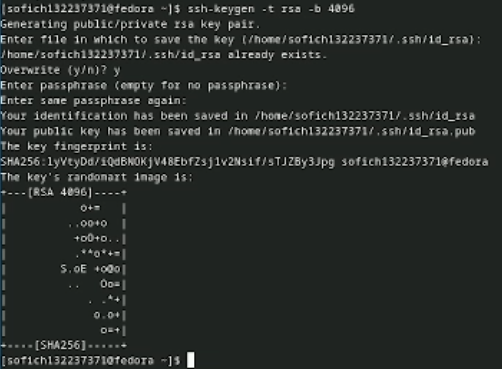 [sofich132237371@fedora ~]$ ssh-keygen -t rsa -b 4096
Generating public/private rsa key pair.
Enter file in which to save the key (/home/sofich132237371/.ssh/id_rsa):
/home/sofich132237371/.ssh/id_rsa already exists.
Overwrite (y/n)? y
Enter passphrase (empty for no passphrase):
Enter same passphrase again:
Your identification has been saved in /home/sofich132237371/.ssh/id_rsa
Your public key has been saved in /home/sofich132237371/.ssh/id_rsa.pub
The key fingerprint is:
SHA256:1yVtyDd/iQdBNOKjV48EbfZsj1v2Nsif/sTJZBy3Jpg sofich132237371@fedora
The key's randomart image is:
+---[RSA 4096]----+
|            o+=  |
|          ..oo+o |
|           +oO+o..|
|           .**o*+=|
|        S.oE +o@o|
|         ..   Oo=|
|            . .*+|
|             o.o+|
|              o=+|
+----[SHA256]-----+
[sofich132237371@fedora ~]$